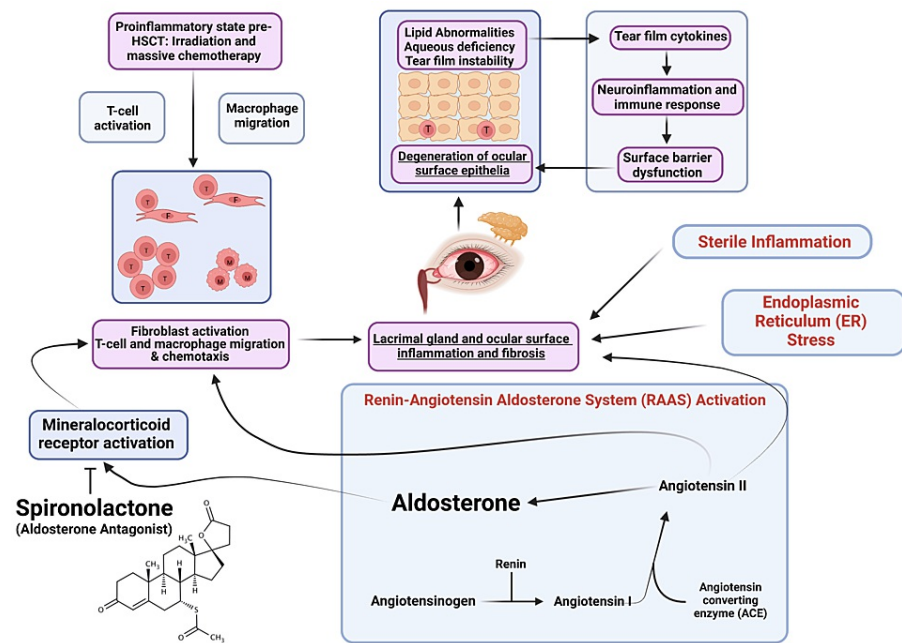 Proinflammatory state pre-
HSCT: Irradiation and
massive chemotherapy
T-cell
activation
Macrophage
migration
T
T
F
F
T
T
T
T
T
T
M
M
M
Fibroblast activation
T-cell and macrophage migration
& chemotaxis
Lipid Abnormalities
Aqueous deficiency
Tear film instability
T
T
Degeneration of ocular
surface epithelia
Tear film cytokines
Neuroinflammation and
immune response
Surface barrier
dysfunction
Lacrimal gland and ocular surface
inflammation and fibrosis
Sterile Inflammation
Endoplasmic
Reticulum (ER)
Stress
Renin-Angiotensin Aldosterone System (RAAS) Activation
Mineralocorticoid
receptor activation
Spironolactone
(Aldosterone Antagonist)
Aldosterone
Angiotensin II
Renin
Angiotensinogen
Angiotensin I
Angiotensin
converting
enzyme (ACE)
O
O
H₃C
CH₃
H
H
H
O
S
O
CH₃